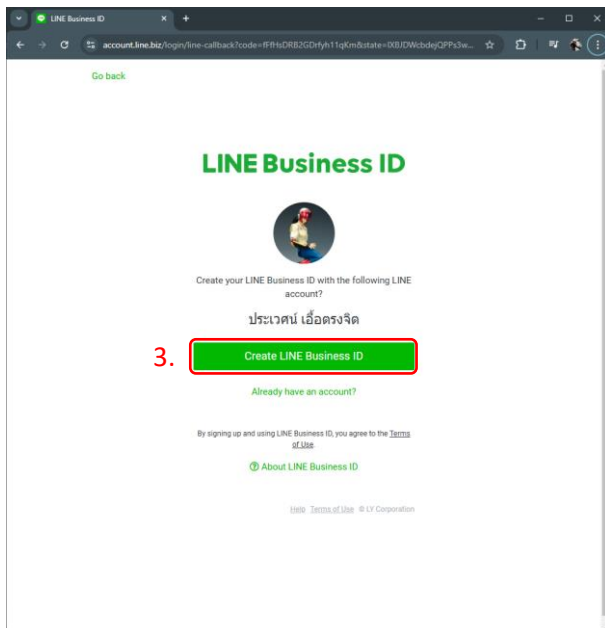 LINE Business ID
account.line.biz/login/line-callback?code=fFfHsDRB2GDrfyh11qKm&state=0XBJDWcbdejQPPs3w...
Go back
LINE Business ID
Create your LINE Business ID with the following LINE
account?
ประเวศน์ เอื้อตรงจิต
3.
Create LINE Business ID
Already have an account?
By signing up and using LINE Business ID, you agree to the Terms
of Use.
About LINE Business ID
Help Terms of Use © LY Corporation